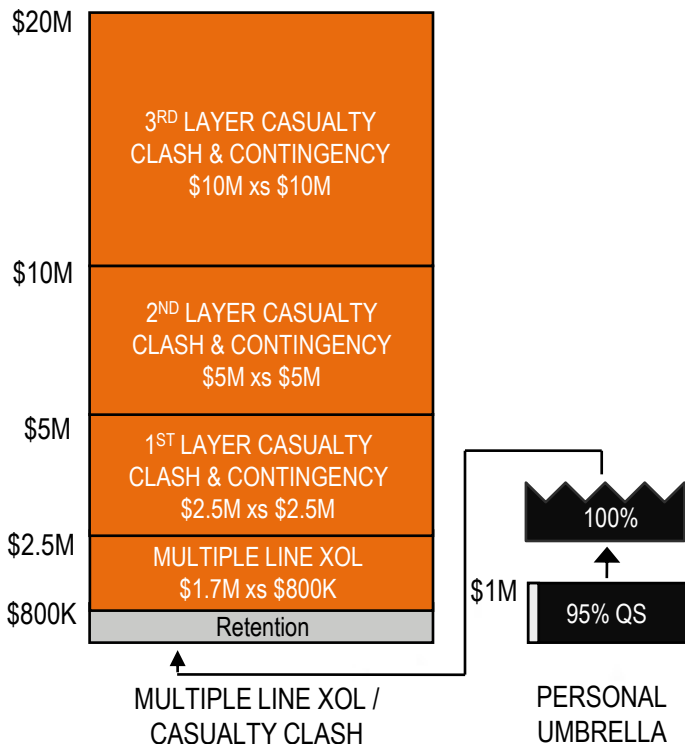 $20M
3RD LAYER CASUALTY
CLASH & CONTINGENCY
$10M xs $10M
$10M
2ND LAYER CASUALTY
CLASH & CONTINGENCY
$5M xs $5M
$5M
1ST LAYER CASUALTY
CLASH & CONTINGENCY
$2.5M xs $2.5M
$2.5M
MULTIPLE LINE XOL
$1.7M xs $800K
$800K
Retention
MULTIPLE LINE XOL /
CASUALTY CLASH
100%
$1M
95% QS
PERSONAL
UMBRELLA